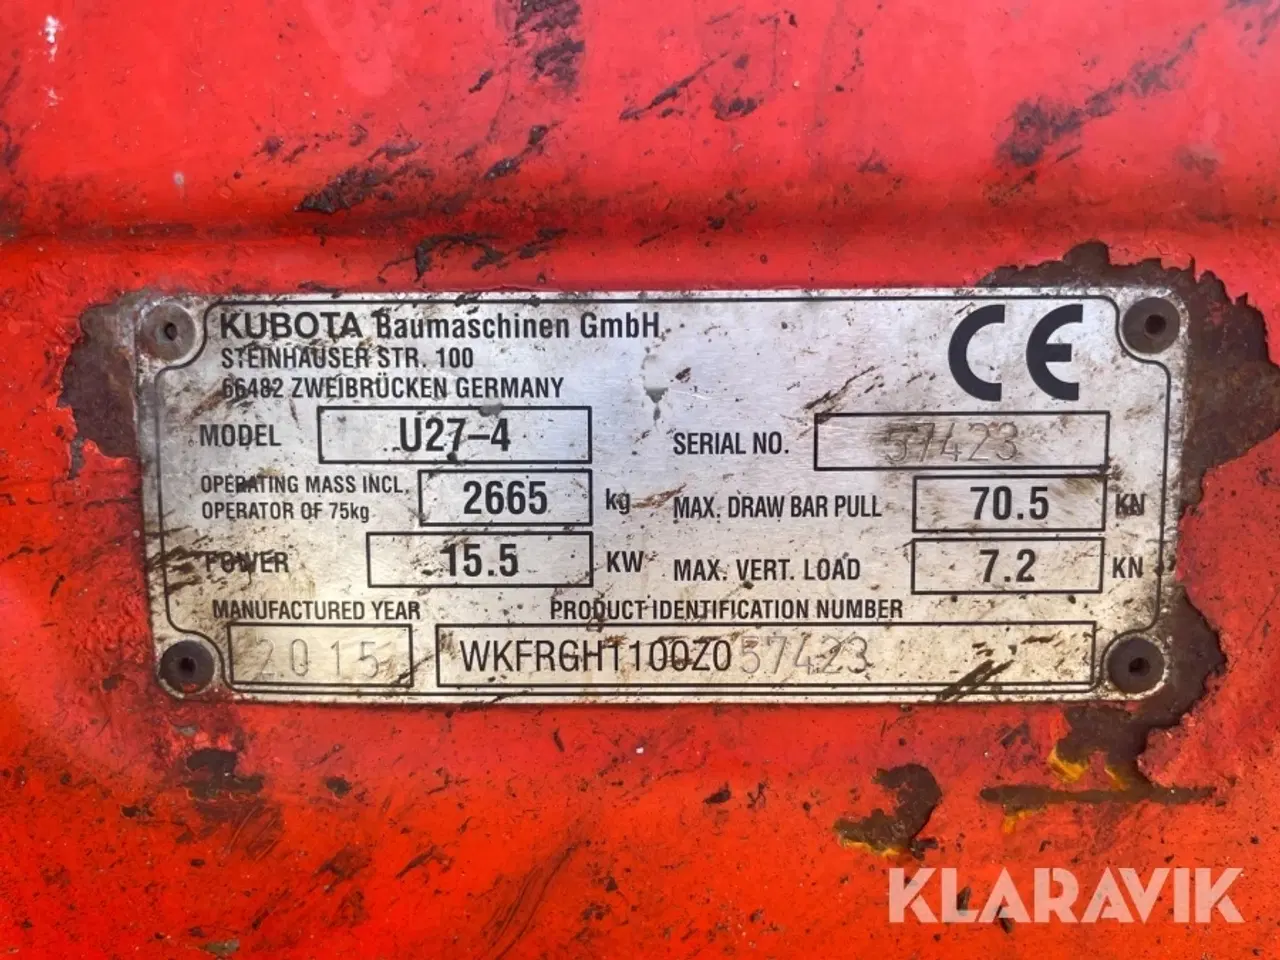 KUBOTA Baumaschinen GmbH
STEINHAUSER STR. 100
66482 ZWEIBRÜCKEN GERMANY
CE
MODEL U27-4
SERIAL NO. 57423
OPERATING MASS INCL. OPERATOR OF 75kg 2665 kg
MAX. DRAW BAR PULL 70.5 KN
POWER 15.5 KW
MAX. VERT. LOAD 7.2 KN
MANUFACTURED YEAR PRODUCT IDENTIFICATION NUMBER
2015 WKFRGH1100Z057423
KLARAVIK